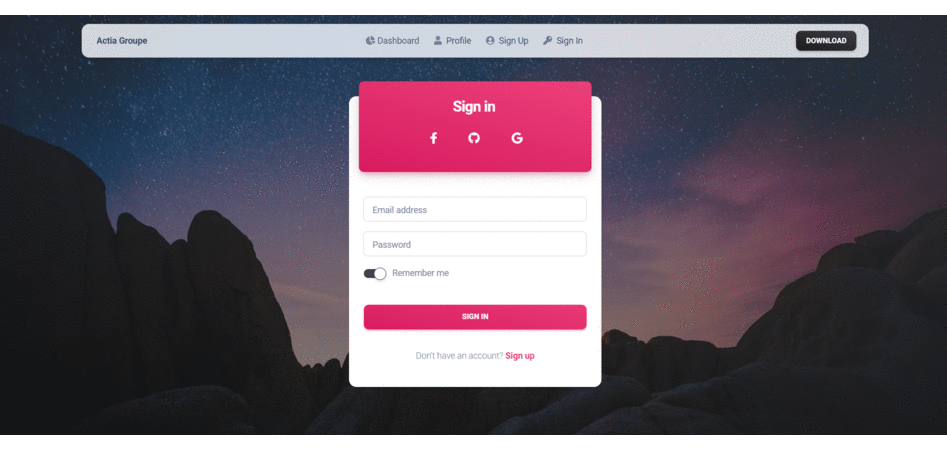 Actia Groupe Dashboard Profile Sign Up Sign In DOWNLOAD
Sign in
Email address
Password
Remember me
SIGN IN
Don't have an account? Sign up